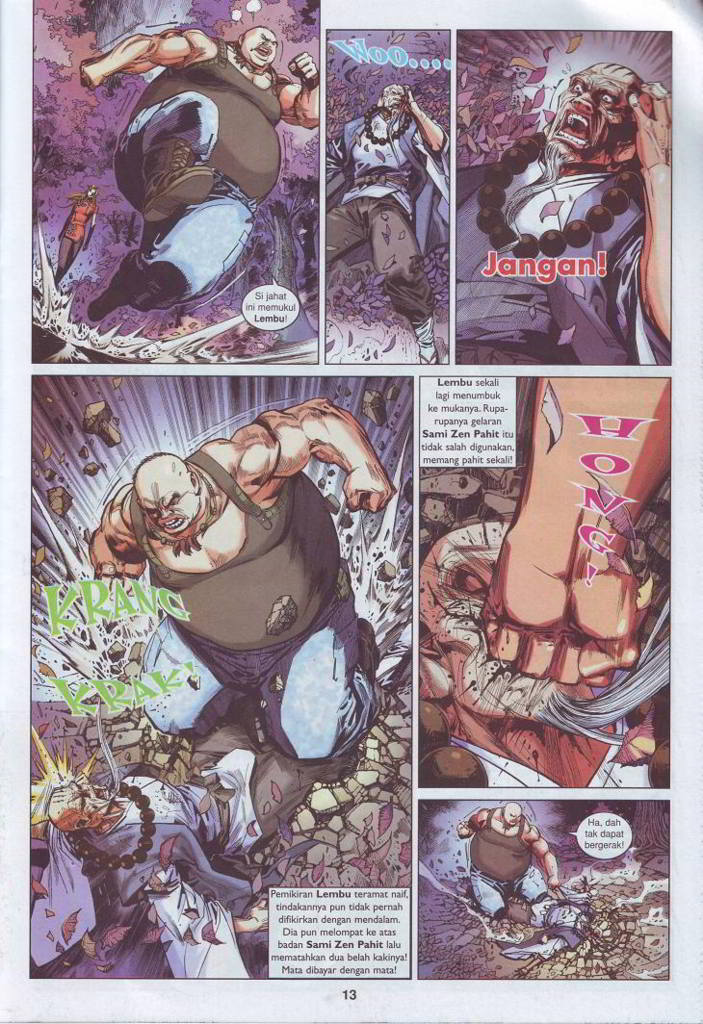 Si jahat
ini memukul
Lembu!
Woo....
Jangan!
KRANG
KRAK!
Pemikiran Lembu teramat naif,
tindakannya pun tidak pernah
difikirkan dengan mendalam.
Dia pun melompat ke atas
badan Sami Zen Pahit lalu
mematahkan dua belah kakinya!
Mata dibayar dengan mata!
Lembu sekali
lagi menumbuk
ke mukanya. Rupa-
rupanya gelaran
Sami Zen Pahit itu
tidak salah digunakan,
memang pahit sekali!
HONG!
Ha, dah
tak dapat
bergerak!
13